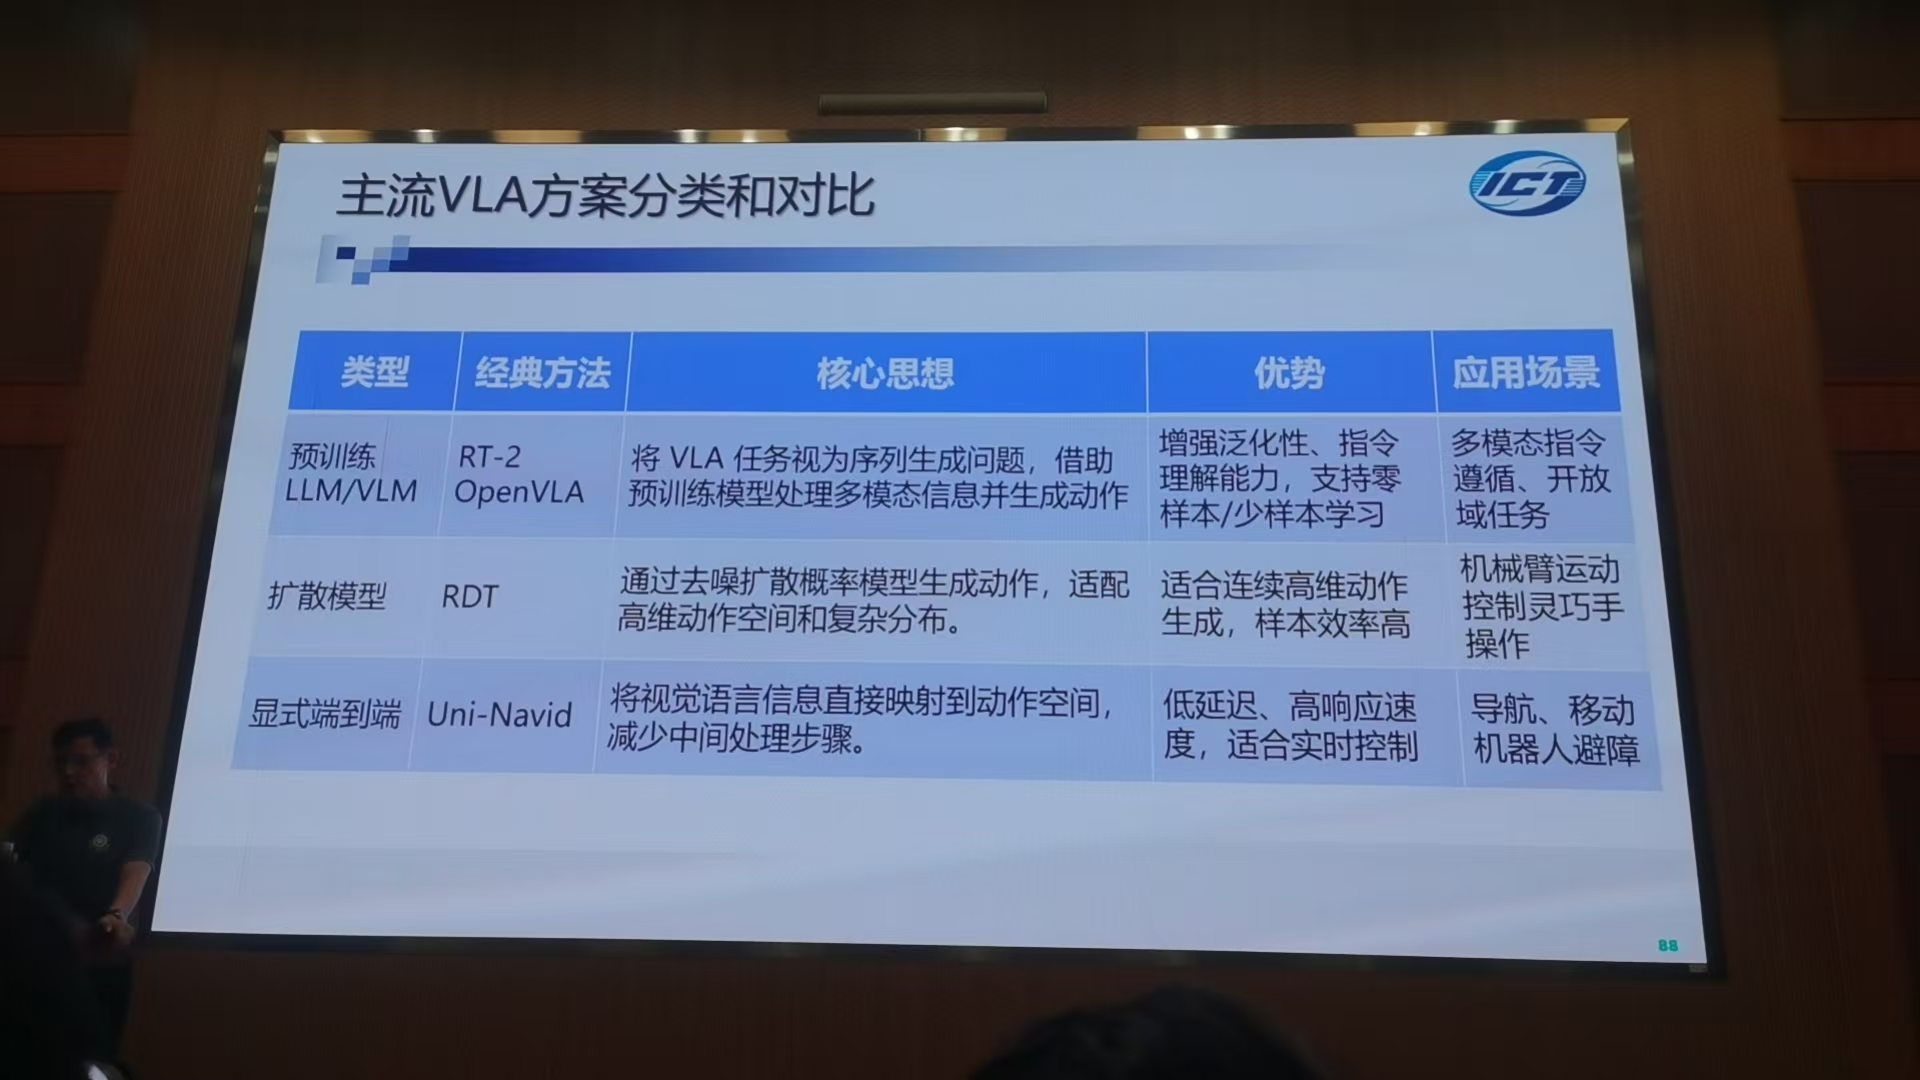 主流VLA方案分类和对比
ICT
类型
经典方法
核心思想
优势
应用场景
预训练
LLM/VLM
RT-2
OpenVLA
将 VLA 任务视为序列生成问题，借助
预训练模型处理多模态信息并生成动作
增强泛化性、指令
理解能力，支持零
样本/少样本学习
多模态指令
遵循、开放
域任务
扩散模型
RDT
通过去噪扩散概率模型生成动作，适配
高维动作空间和复杂分布。
适合连续高维动作
生成，样本效率高
机械臂运动
控制灵巧手
操作
显式端到端
Uni-Navid
将视觉语言信息直接映射到动作空间，
减少中间处理步骤。
低延迟、高响应速
度，适合实时控制
导航、移动
机器人避障
88